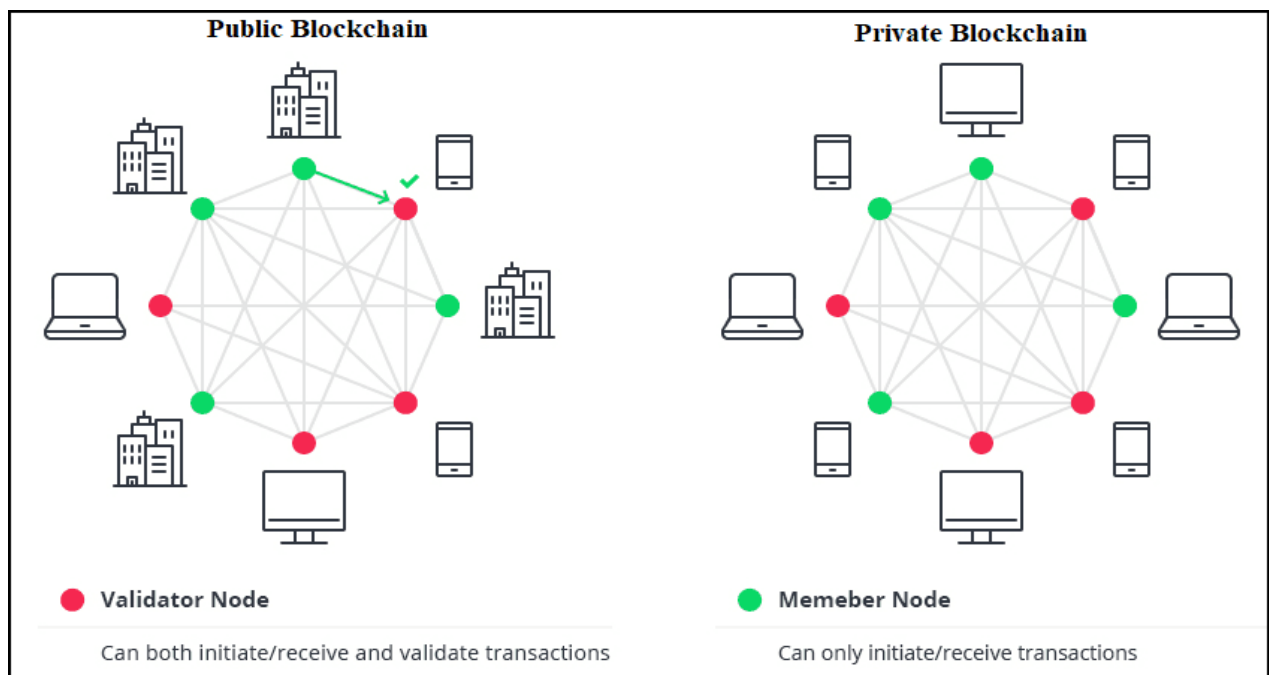 Public Blockchain
Private Blockchain
Validator Node
Can both initiate/receive and validate transactions
Memeber Node
Can only initiate/receive transactions